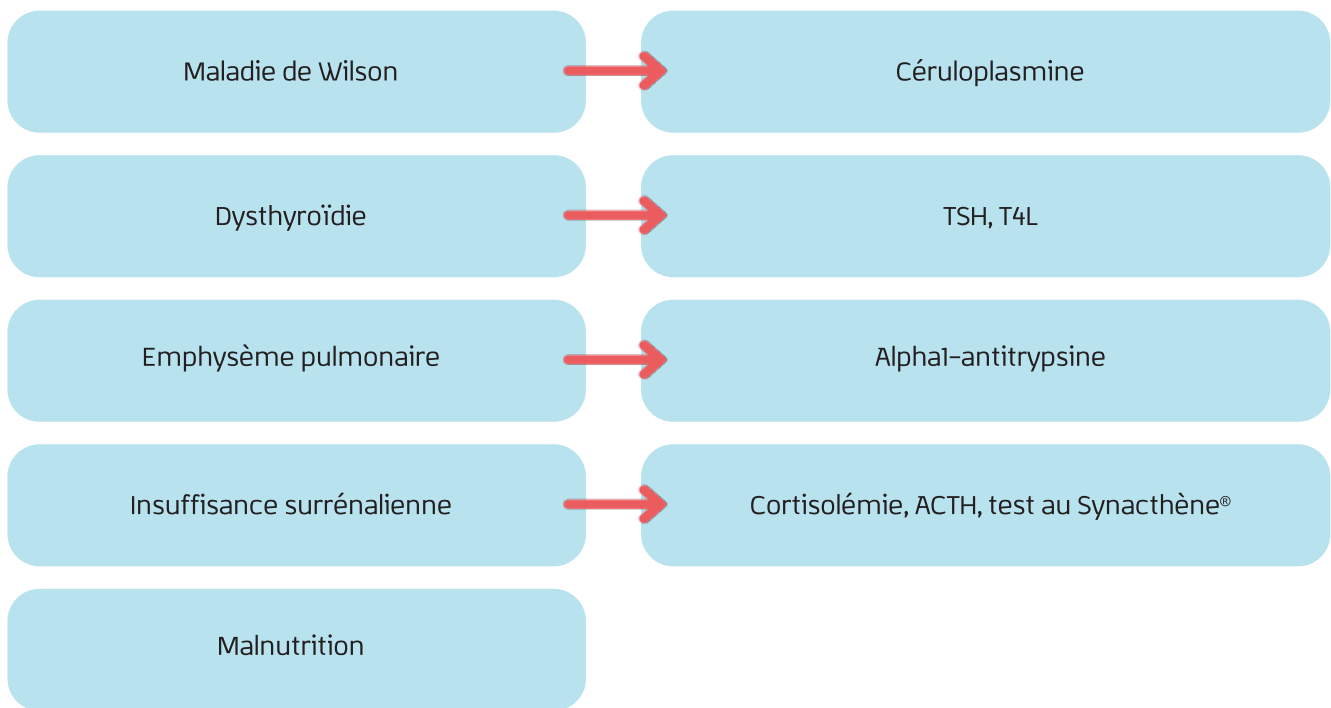 Maladie de Wilson
Céruloplasmine
Dysthyroïdie
TSH, T4L
Emphysème pulmonaire
Alpha1-antitrypsine
Insuffisance surrénalienne
Cortisolémie, ACTH, test au Synacthène®
Malnutrition